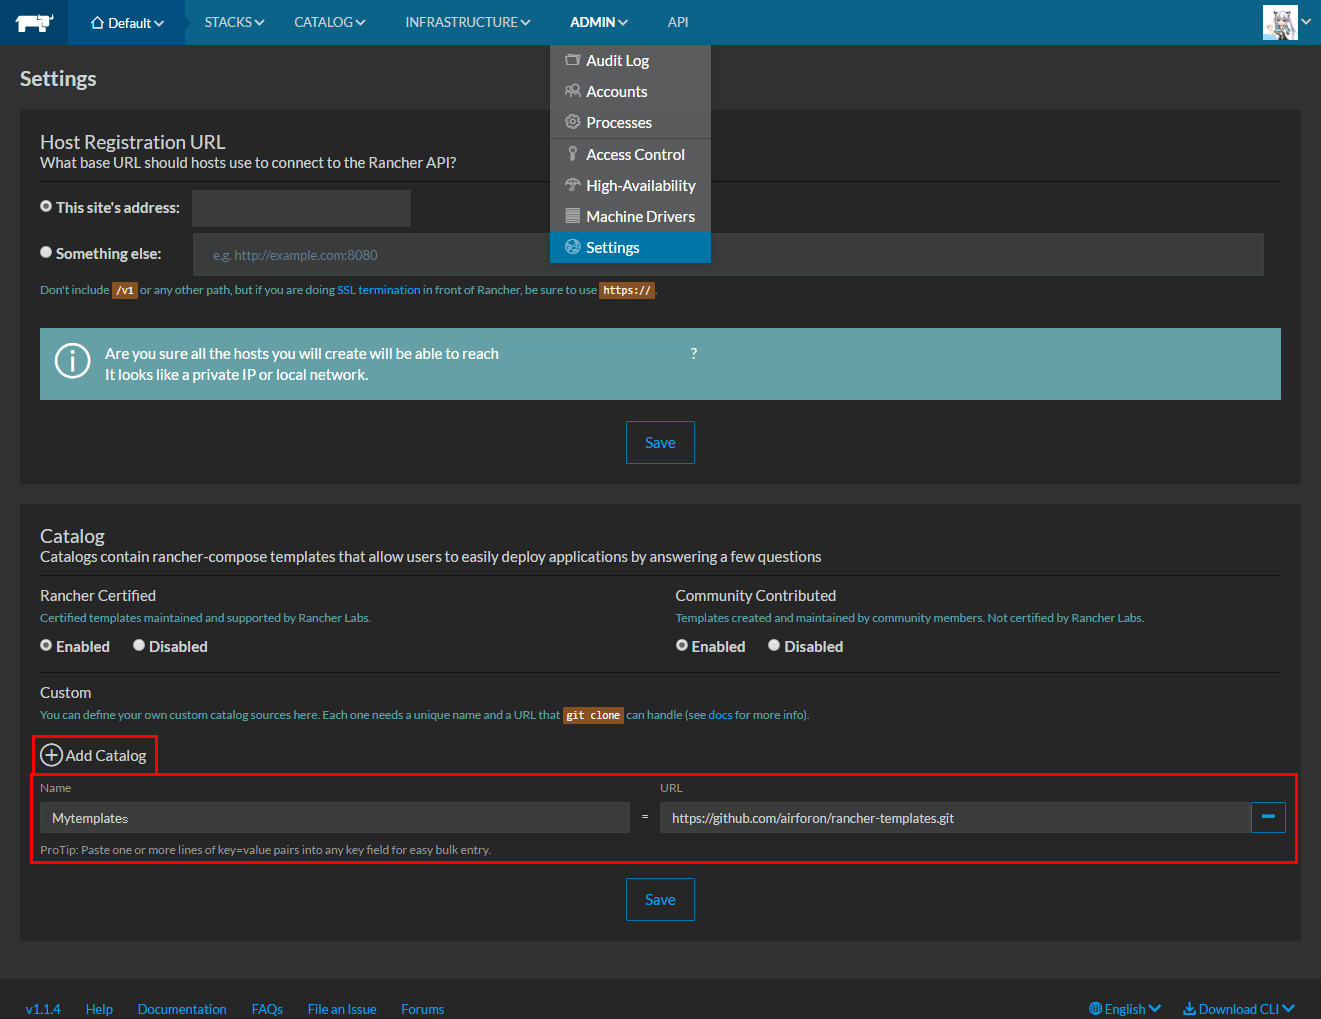 Default STACKS CATALOG INFRASTRUCTURE ADMIN API
Audit Log
Accounts
Processes
Access Control
High-Availability
Machine Drivers
Settings
Settings
Host Registration URL
What base URL should hosts use to connect to the Rancher API?
This site's address:
Something else: e.g. http://example.com:8080
Don't include /v1 or any other path, but if you are doing SSL termination in front of Rancher, be sure to use https:// .
Are you sure all the hosts you will create will be able to reach ?
It looks like a private IP or local network.
Save
Catalog
Catalogs contain rancher-compose templates that allow users to easily deploy applications by answering a few questions
Rancher Certified
Certified templates maintained and supported by Rancher Labs.
Enabled Disabled
Community Contributed
Templates created and maintained by community members. Not certified by Rancher Labs.
Enabled Disabled
Custom
You can define your own custom catalog sources here. Each one needs a unique name and a URL that git clone can handle (see docs for more info).
Add Catalog
Name URL
Mytemplates = https://github.com/airforon/rancher-templates.git
ProTip: Paste one or more lines of key=value pairs into any key field for easy bulk entry.
Save
v1.1.4 Help Documentation FAQs File an Issue Forums English Download CLI